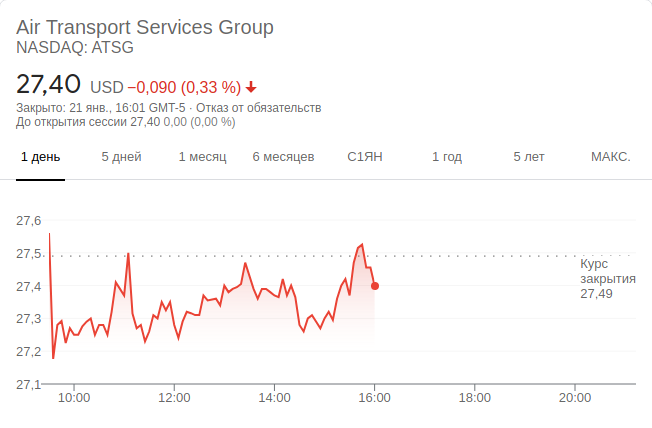 Air Transport Services Group
NASDAQ: ATSG
27,40 USD −0,090 (0,33 %)
Закрыто: 21 янв., 16:01 GMT-5 · Отказ от обязательств
До открытия сессии 27,40 0,00 (0,00 %)
1 день 5 дней 1 месяц 6 месяцев С1ЯН 1 год 5 лет МАКС.
27,6
27,5
Курс
закрытия
27,49
27,4
27,3
27,2
27,1
10:00 12:00 14:00 16:00 18:00 20:00